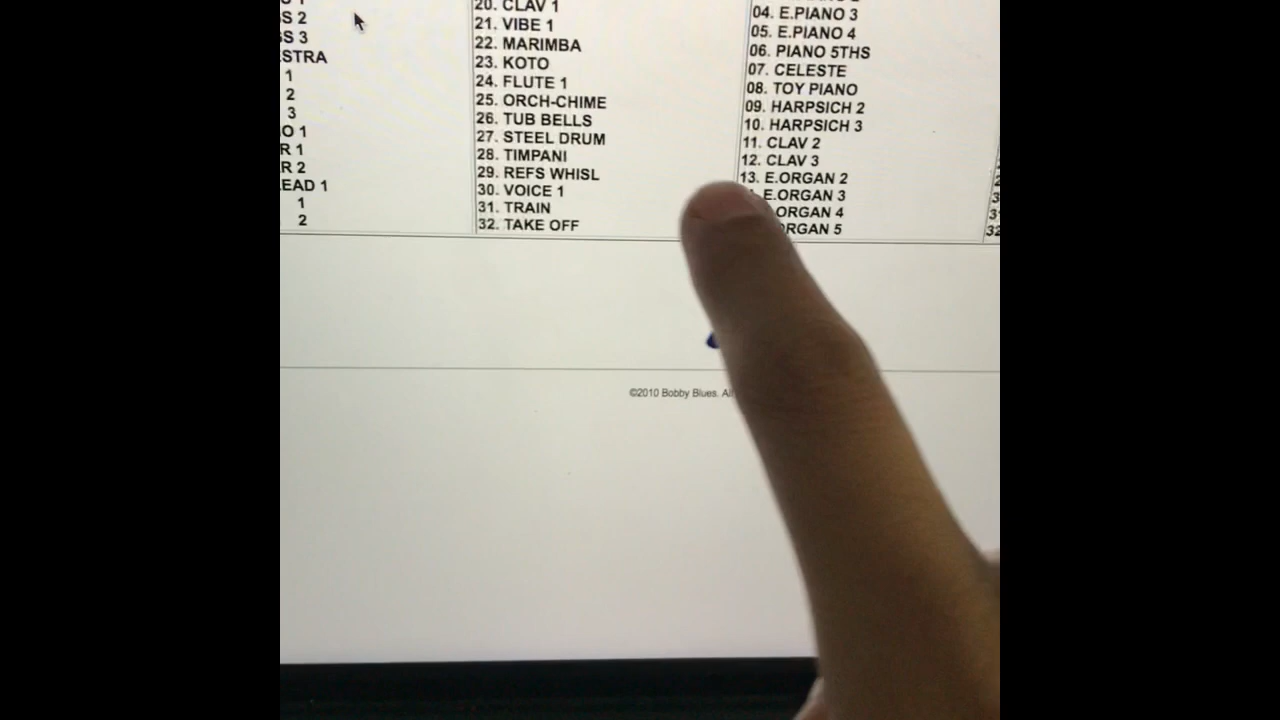 S 2
S 3
STRA
1
2
3
O 1
R 1
R 2
EAD 1
1
2
20. CLAV 1
21. VIBE 1
22. MARIMBA
23. KOTO
24. FLUTE 1
25. ORCH-CHIME
26. TUB BELLS
27. STEEL DRUM
28. TIMPANI
29. REFS WHISL
30. VOICE 1
31. TRAIN
32. TAKE OFF
04. E.PIANO 3
05. E.PIANO 4
06. PIANO 5THS
07. CELESTE
08. TOY PIANO
09. HARPSICH 2
10. HARPSICH 3
11. CLAV 2
12. CLAV 3
13. E.ORGAN 2
E.ORGAN 3
ORGAN 4
RGAN 5
32
©2010 Bobby Blues. All